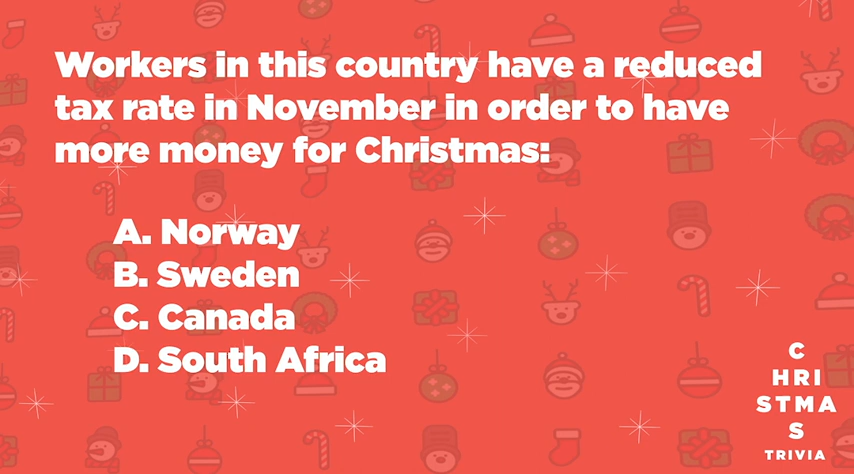 Workers in this country have a reduced
tax rate in November in order to have
more money for Christmas:
A. Norway
B. Sweden
C. Canada
D. South Africa
C
HRI
STMA
S
TRIVIA